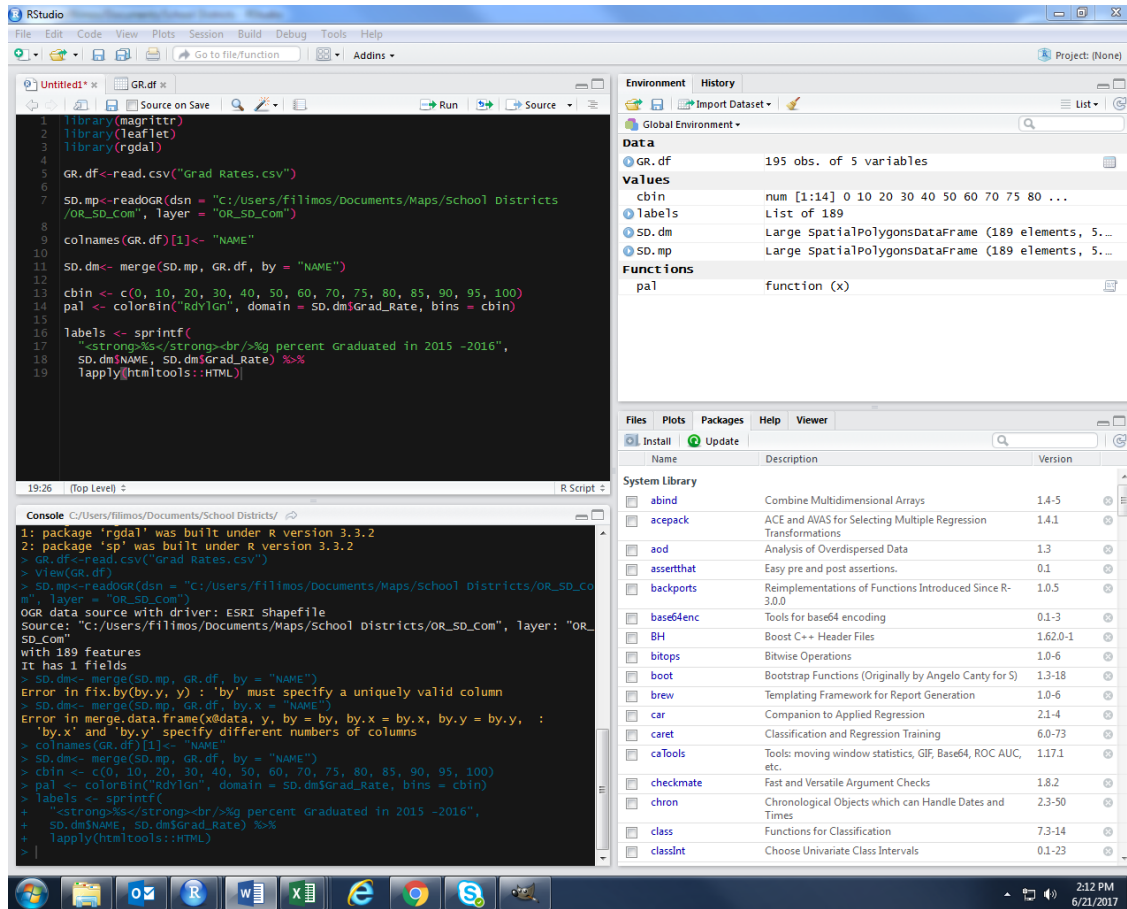 RStudio
File Edit Code View Plots Session Build Debug Tools Help
Go to file/function Addins Project: (None)
Untitled1* × GR.df ×
Source on Save Run Source
1 library(magrittr)
2 library(leaflet)
3 library(rgdal)
4
5 GR.df<-read.csv("Grad Rates.csv")
6
7 SD.mp<-readOGR(dsn = "C:/Users/filimos/Documents/Maps/School Districts
/OR_SD_Com", layer = "OR_SD_Com")
8
9 colnames(GR.df)[1]<- "NAME"
10
11 SD.dm<- merge(SD.mp, GR.df, by = "NAME")
12
13 cbin <- c(0, 10, 20, 30, 40, 50, 60, 70, 75, 80, 85, 90, 95, 100)
14 pal <- colorBin("RdYlGn", domain = SD.dm$Grad_Rate, bins = cbin)
15
16 labels <- sprintf(
17 "<strong>%s</strong><br/>%g percent Graduated in 2015 -2016",
18 SD.dm$NAME, SD.dm$Grad_Rate) %>%
19 lapply(htmltools::HTML)
19:26 (Top Level) R Script
Console C:/Users/filimos/Documents/School Districts/
1: package 'rgdal' was built under R version 3.3.2
2: package 'sp' was built under R version 3.3.2
> GR.df<-read.csv("Grad Rates.csv")
> View(GR.df)
> SD.mp<-readOGR(dsn = "C:/Users/filimos/Documents/Maps/School Districts/OR_SD_Co
m", layer = "OR_SD_Com")
OGR data source with driver: ESRI Shapefile
Source: "C:/Users/filimos/Documents/Maps/School Districts/OR_SD_Com", layer: "OR_
SD_Com"
with 189 features
It has 1 fields
> SD.dm<- merge(SD.mp, GR.df, by = "NAME")
Error in fix.by(by.y, y) : 'by' must specify a uniquely valid column
> SD.dm<- merge(SD.mp, GR.df, by.x = "NAME")
Error in merge.data.frame(x@data, y, by = by, by.x = by.x, by.y = by.y, :
'by.x' and 'by.y' specify different numbers of columns
> colnames(GR.df)[1]<- "NAME"
> SD.dm<- merge(SD.mp, GR.df, by = "NAME")
> cbin <- c(0, 10, 20, 30, 40, 50, 60, 70, 75, 80, 85, 90, 95, 100)
> pal <- colorBin("RdYlGn", domain = SD.dm$Grad_Rate, bins = cbin)
> labels <- sprintf(
+ "<strong>%s</strong><br/>%g percent Graduated in 2015 -2016",
+ SD.dm$NAME, SD.dm$Grad_Rate) %>%
+ lapply(htmltools::HTML)
>
Environment History
Import Dataset List
Global Environment
Data
GR.df 195 obs. of 5 variables
Values
cbin num [1:14] 0 10 20 30 40 50 60 70 75 80 ...
labels List of 189
SD.dm Large SpatialPolygonsDataFrame (189 elements, 5.…
SD.mp Large SpatialPolygonsDataFrame (189 elements, 5.…
Functions
pal function (x)
Files Plots Packages Help Viewer
Install Update
Name Description Version
System Library
abind Combine Multidimensional Arrays 1.4-5
acepack ACE and AVAS for Selecting Multiple Regression 1.4.1
Transformations
aod Analysis of Overdispersed Data 1.3
assertthat Easy pre and post assertions. 0.1
backports Reimplementations of Functions Introduced Since R- 1.0.5
3.0.0
base64enc Tools for base64 encoding 0.1-3
BH Boost C++ Header Files 1.62.0-1
bitops Bitwise Operations 1.0-6
boot Bootstrap Functions (Originally by Angelo Canty for S) 1.3-18
brew Templating Framework for Report Generation 1.0-6
car Companion to Applied Regression 2.1-4
caret Classification and Regression Training 6.0-73
caTools Tools: moving window statistics, GIF, Base64, ROC AUC, 1.17.1
etc.
checkmate Fast and Versatile Argument Checks 1.8.2
chron Chronological Objects which can Handle Dates and 2.3-50
Times
class Functions for Classification 7.3-14
classInt Choose Univariate Class Intervals 0.1-23
2:12 PM
6/21/2017